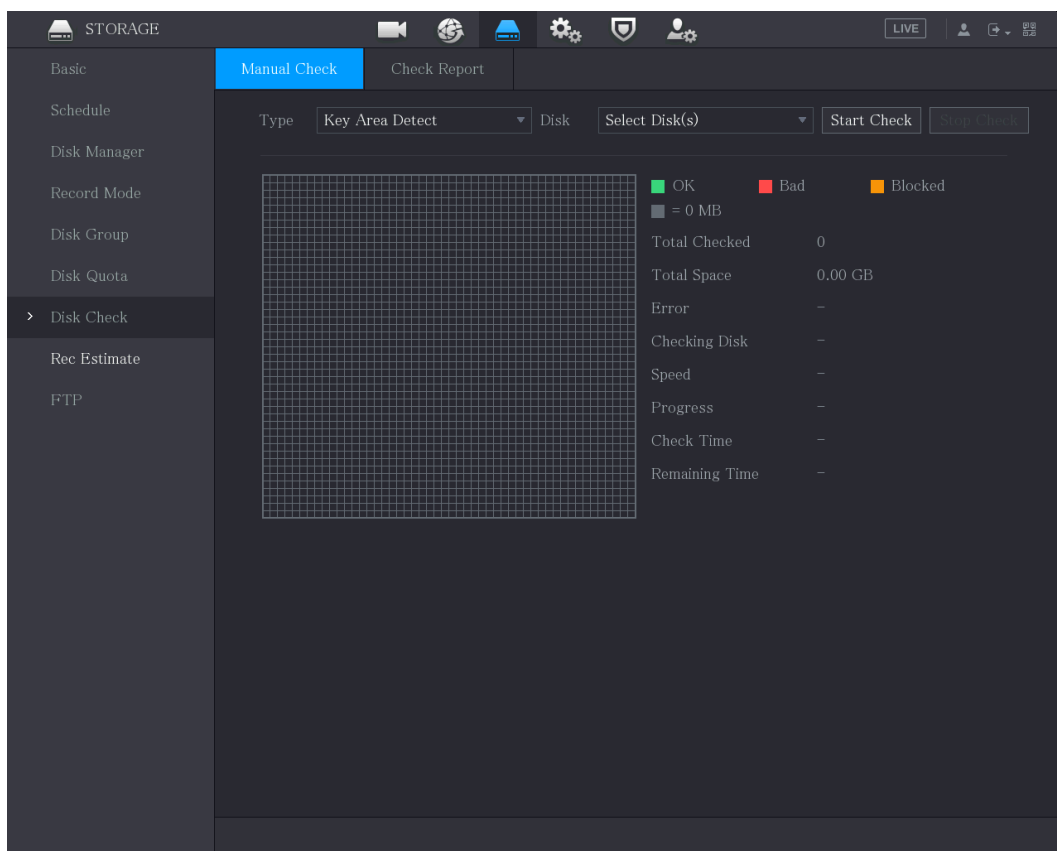 STORAGE LIVE
Basic
Schedule
Disk Manager
Record Mode
Disk Group
Disk Quota
Disk Check
Rec Estimate
FTP
Manual Check Check Report
Type Key Area Detect Disk Select Disk(s) Start Check Stop Check
OK Bad Blocked
= 0 MB
Total Checked 0
Total Space 0.00 GB
Error -
Checking Disk -
Speed -
Progress -
Check Time -
Remaining Time -